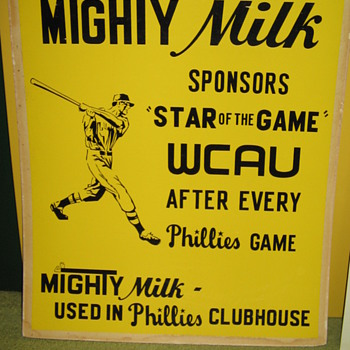 MIGHTY Milk
SPONSORS
"STAR OF THE GAME"
WCAU
AFTER EVERY
Phillies GAME
MIGHTY Milk -
USED IN Phillies CLUBHOUSE